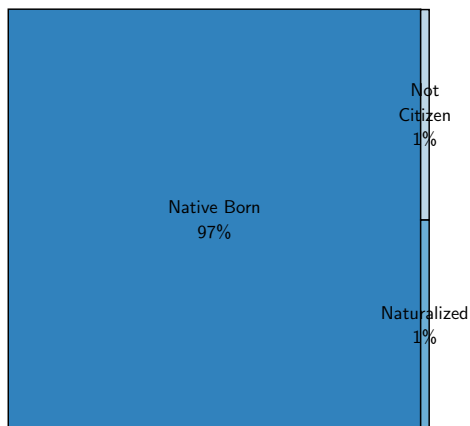 Native Born
97%
Not
Citizen
1%
Naturalized
1%